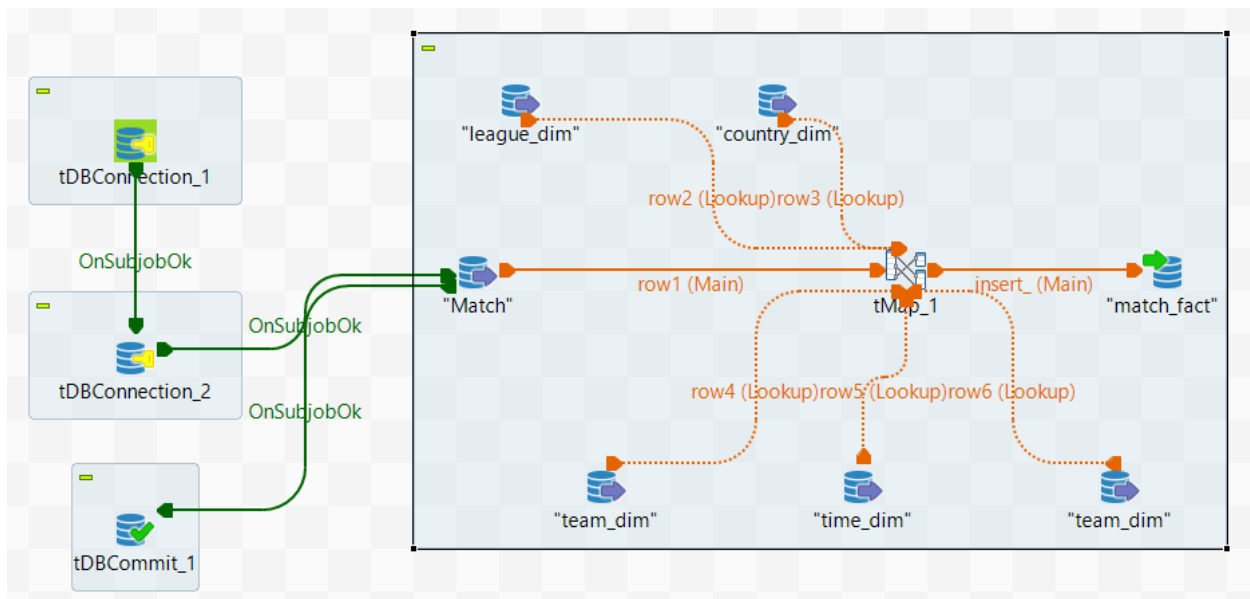 "league_dim"
"country_dim"
tDBConnection_1
row2 (Lookup)
row3 (Lookup)
OnSubjobOk
row1 (Main)
insert_ (Main)
"Match"
tMap_1
"match_fact"
OnSubjobOk
tDBConnection_2
row4 (Lookup)
row5 (Lookup)
row6 (Lookup)
OnSubjobOk
"team_dim"
"time_dim"
"team_dim"
tDBCommit_1